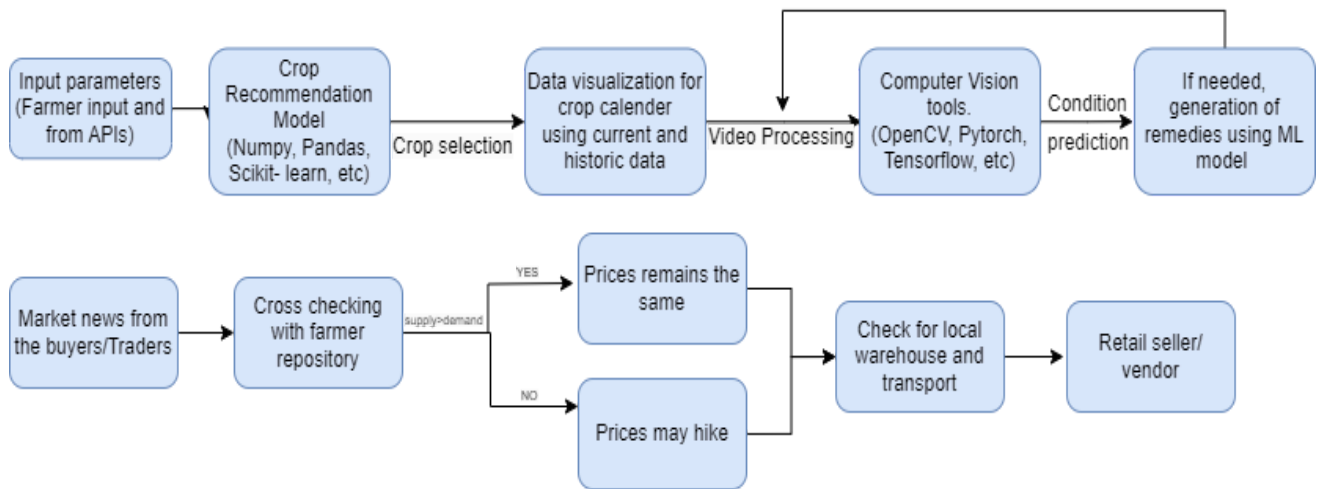 Input parameters
(Farmer input and
from APIs)
Crop
Recommendation
Model
(Numpy, Pandas,
Scikit- learn, etc)
Crop selection
Data visualization for
crop calender
using current and
historic data
Video Processing
Computer Vision
tools.
(OpenCV, Pytorch,
Tensorflow, etc)
Condition
prediction
If needed,
generation of
remedies using ML
model
Market news from
the buyers/Traders
Cross checking
with farmer
repository
supply>demand
YES
Prices remains the
same
NO
Prices may hike
Check for local
warehouse and
transport
Retail seller/
vendor